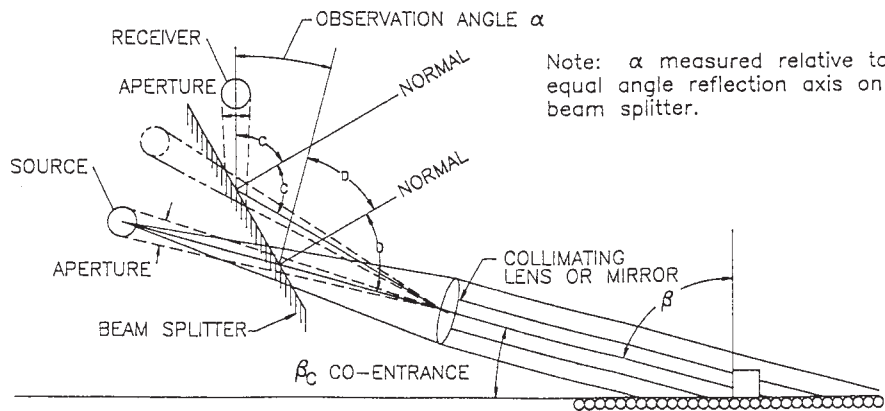 OBSERVATION ANGLE α
RECEIVER
APERTURE
NORMAL
Note: α measured relative to
equal angle reflection axis on
beam splitter.
C
C
SOURCE
D
NORMAL
D
APERTURE
COLLIMATING
LENS OR MIRROR
β
BEAM SPLITTER
βC CO-ENTRANCE